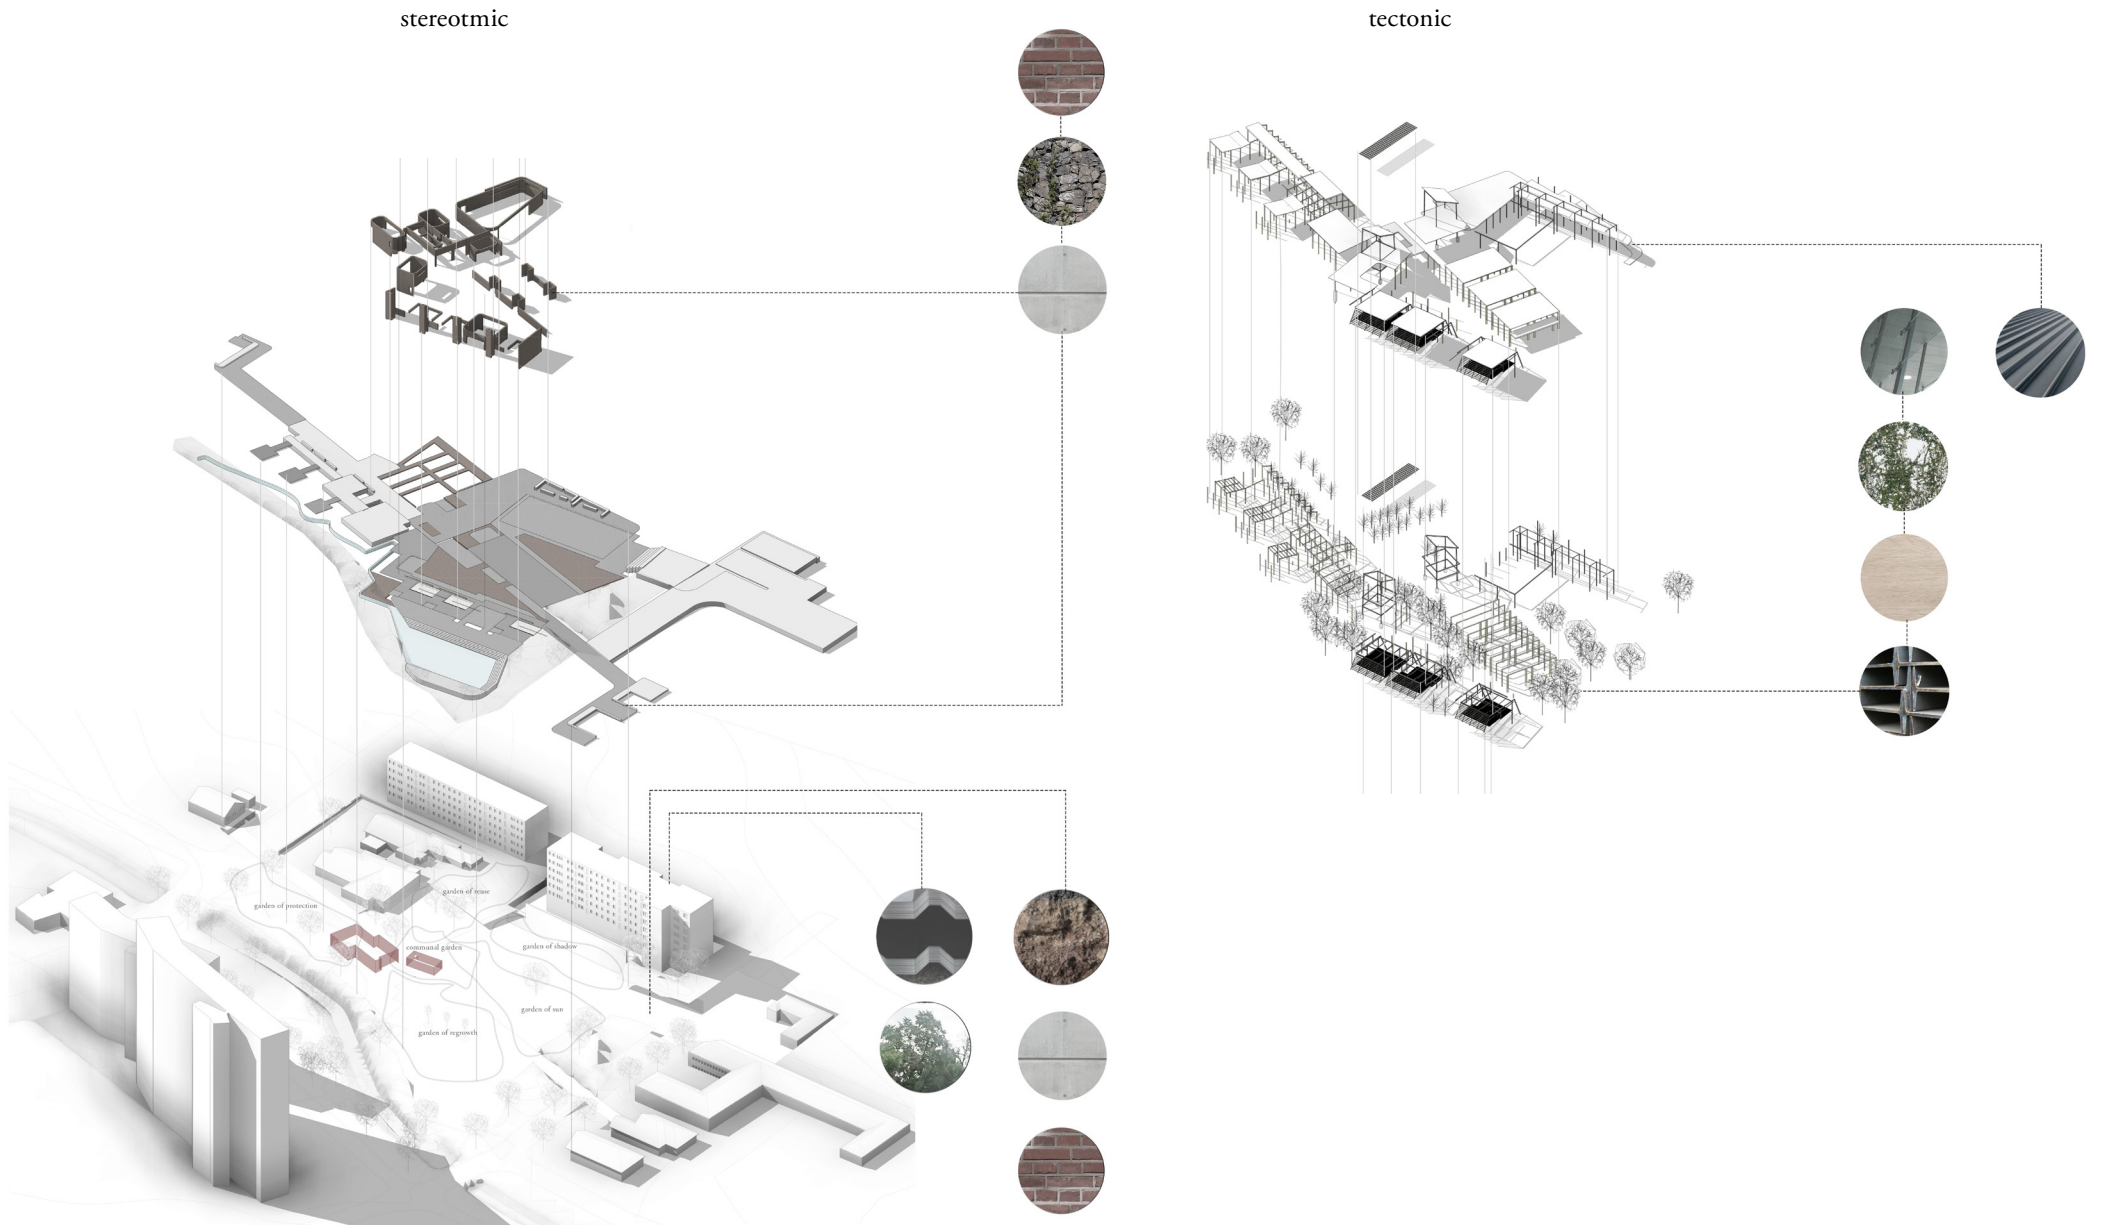 stereotmic
tectonic
garden of reuse
garden of protection
communal garden
garden of shadow
garden of sun
garden of regrowth